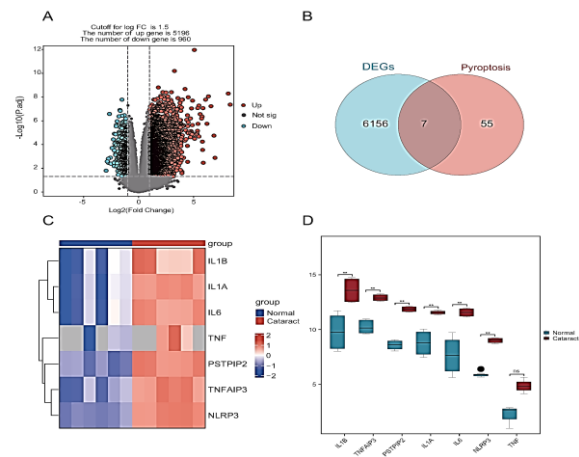 A
Cutoff for log FC is 1.5
The number of up gene is 5196
The number of down gene is 960
12
10
8
6
4
2
0
-Log10(P.adj)
-5
0
5
Log2(Fold Change)
Up
Not sig
Down
B
DEGs
Pyroptosis
6156
7
55
C
group
IL1B
IL1A
IL6
TNF
PSTPIP2
TNFAIP3
NLRP3
group
Normal
Cataract
2
1
0
−1
−2
D
15
10
5
**
**
**
**
**
**
ns
IL1B
TNFAIP3
PSTPIP2
IL1A
IL6
NLRP3
TNF
Normal
Cataract